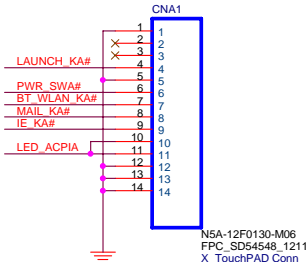 CNA1
1 1
2 2
3 3
LAUNCH_KA# 4 4
5 5
PWR_SWA# 6 6
BT_WLAN_KA# 7 7
MAIL_KA# 8 8
IE_KA# 9 9
10 10
LED_ACPIA 11 11
12 12
13 13
14 14
N5A-12F0130-M06
FPC_SD54548_1211
X_TouchPAD Conn